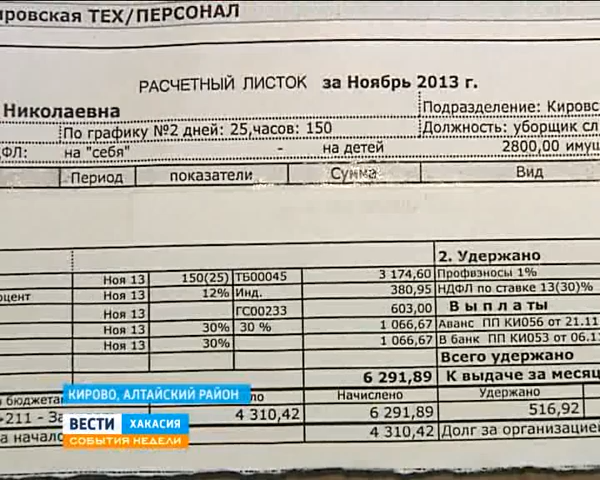 ировская ТЕХ/ПЕРСОНАЛ
РАСЧЕТНЫЙ ЛИСТОК за Ноябрь 2013 г.
Николаевна Подразделение: Кировс
По графику №2 дней: 25,часов: 150 Должность: уборщик сл
ДФЛ: на "себя" - на детей 2800,00 имущ
Период показатели Сумма Вид
2. Удержано
Ноя 13 150(25) ТБ00045 3 174,60 Профвзносы 1%
оцент Ноя 13 12% Инд. 380,95 НДФЛ по ставке 13(30)%
Ноя 13 ГС00233 603,00 Выплаты
Ноя 13 30% 30 % 1 066,67 Аванс ПП КИ056 от 21.11
Ноя 13 30% 1 066,67 В банк ПП КИ053 от 06.1
Всего удержано
6 291,89 К выдаче за месяц
бюджета Начислено Удержано
+211 - За 4 310,42 6 291,89 516,92
а начало 4 310,42 Долг за организацие
КИРОВО, АЛТАЙСКИЙ РАЙОН
ВЕСТИ ХАКАСИЯ
СОБЫТИЯ НЕДЕЛИ